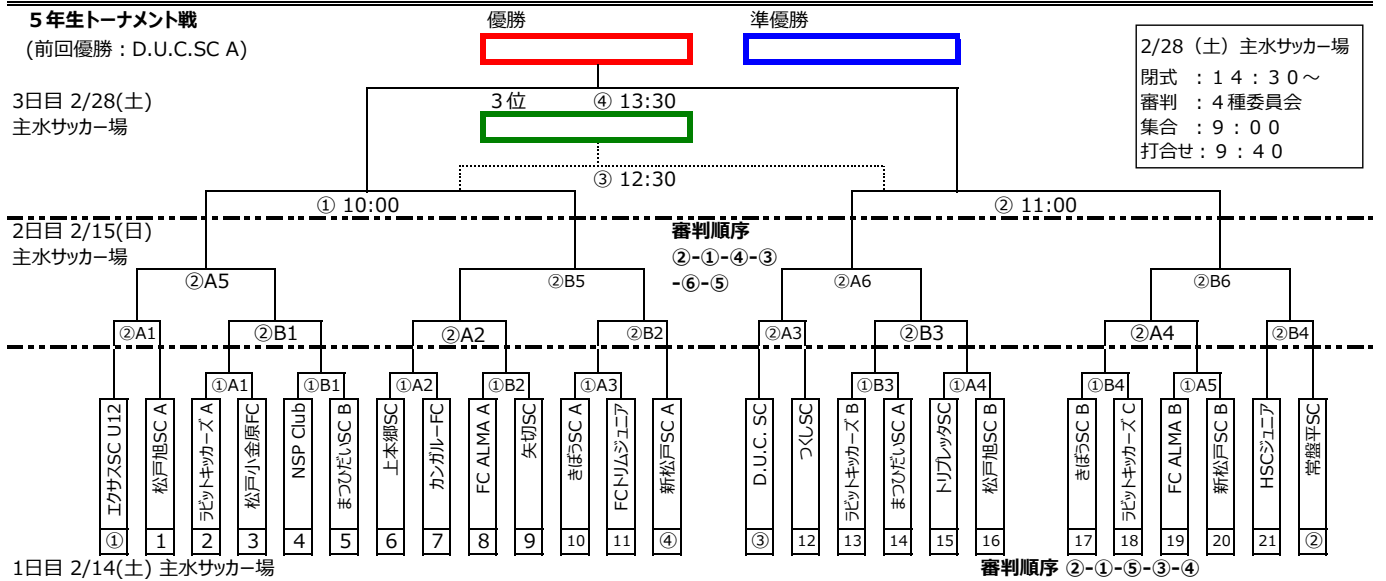 5年生トーナメント戦
(前回優勝：D.U.C.SC A)
優勝
準優勝
2/28（土）主水サッカー場
閉式 ：14：30～
審判 ：4種委員会
集合 ：9：00
打合せ：9：40
3日目 2/28(土)
主水サッカー場
3位
④ 13:30
③ 12:30
① 10:00
② 11:00
2日目 2/15(日)
主水サッカー場
審判順序
②-①-④-③
-⑥-⑤
②A5
②B5
②A6
②B6
②A1
②B1
②A2
②B2
②A3
②B3
②A4
②B4
①A1
①B1
①A2
①B2
①A3
①B3
①A4
①B4
①A5
エクサスSC U12
松戸旭SC A
ラビットキッカーズ A
松戸小金原FC
NSP Club
まつひだいSC B
上本郷SC
カンガルーFC
FC ALMA A
矢切SC
きぼうSC A
FCトリムジュニア
新松戸SC A
D.U.C. SC
つくしSC
ラビットキッカーズ B
まつひだいSC A
トリプレッタSC
松戸旭SC B
きぼうSC B
ラビットキッカーズ C
FC ALMA B
新松戸SC B
HSCジュニア
常盤平SC
① 1 2 3 4 5 6 7 8 9 10 11 ④ ③ 12 13 14 15 16 17 18 19 20 21 ②
1日目 2/14(土) 主水サッカー場
審判順序 ②-①-⑤-③-④